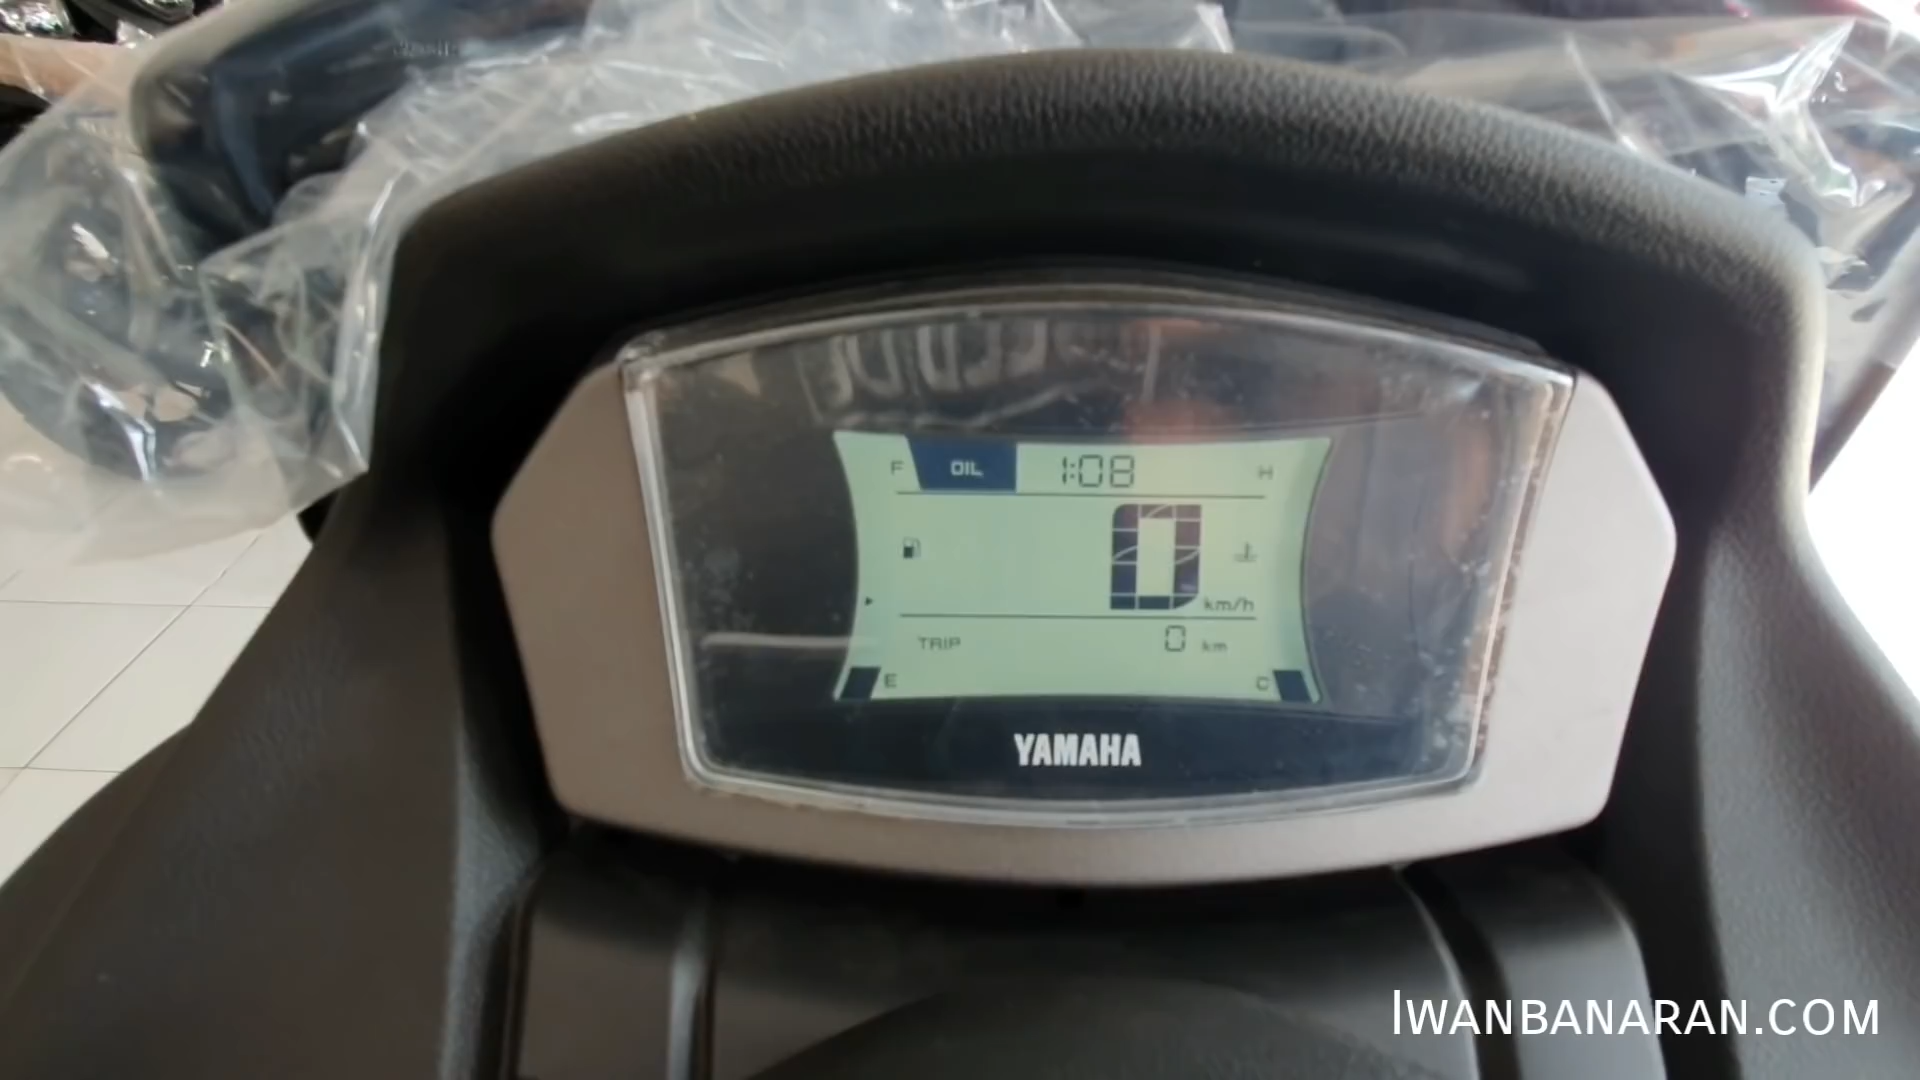 F OIL 1:08 H
0 km/h
TRIP 0 km
E C
YAMAHA
IWANBANARAN.COM